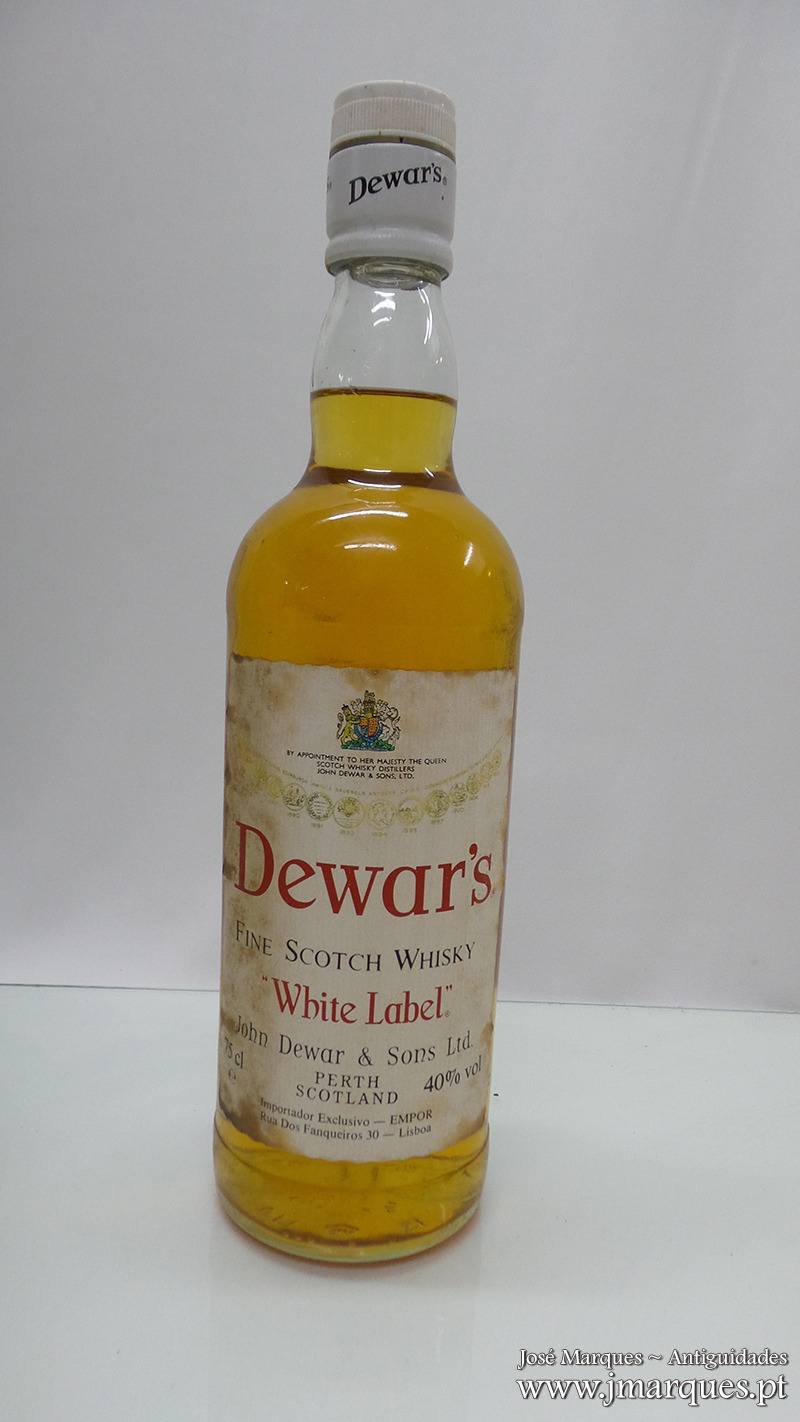 Dewar's®
BY APPOINTMENT TO HER MAJESTY THE QUEEN
SCOTCH WHISKY DISTILLERS
JOHN DEWAR & SONS, LTD.
Dewar's
FINE SCOTCH WHISKY
"White Label"®
John Dewar & Sons Ltd.
75 cl
PERTH
40% vol
SCOTLAND
Importador Exclusivo — EMPOR
Rua Dos Fanqueiros 30 — Lisboa
José Marques ~ Antiguidades
www.jmarques.pt